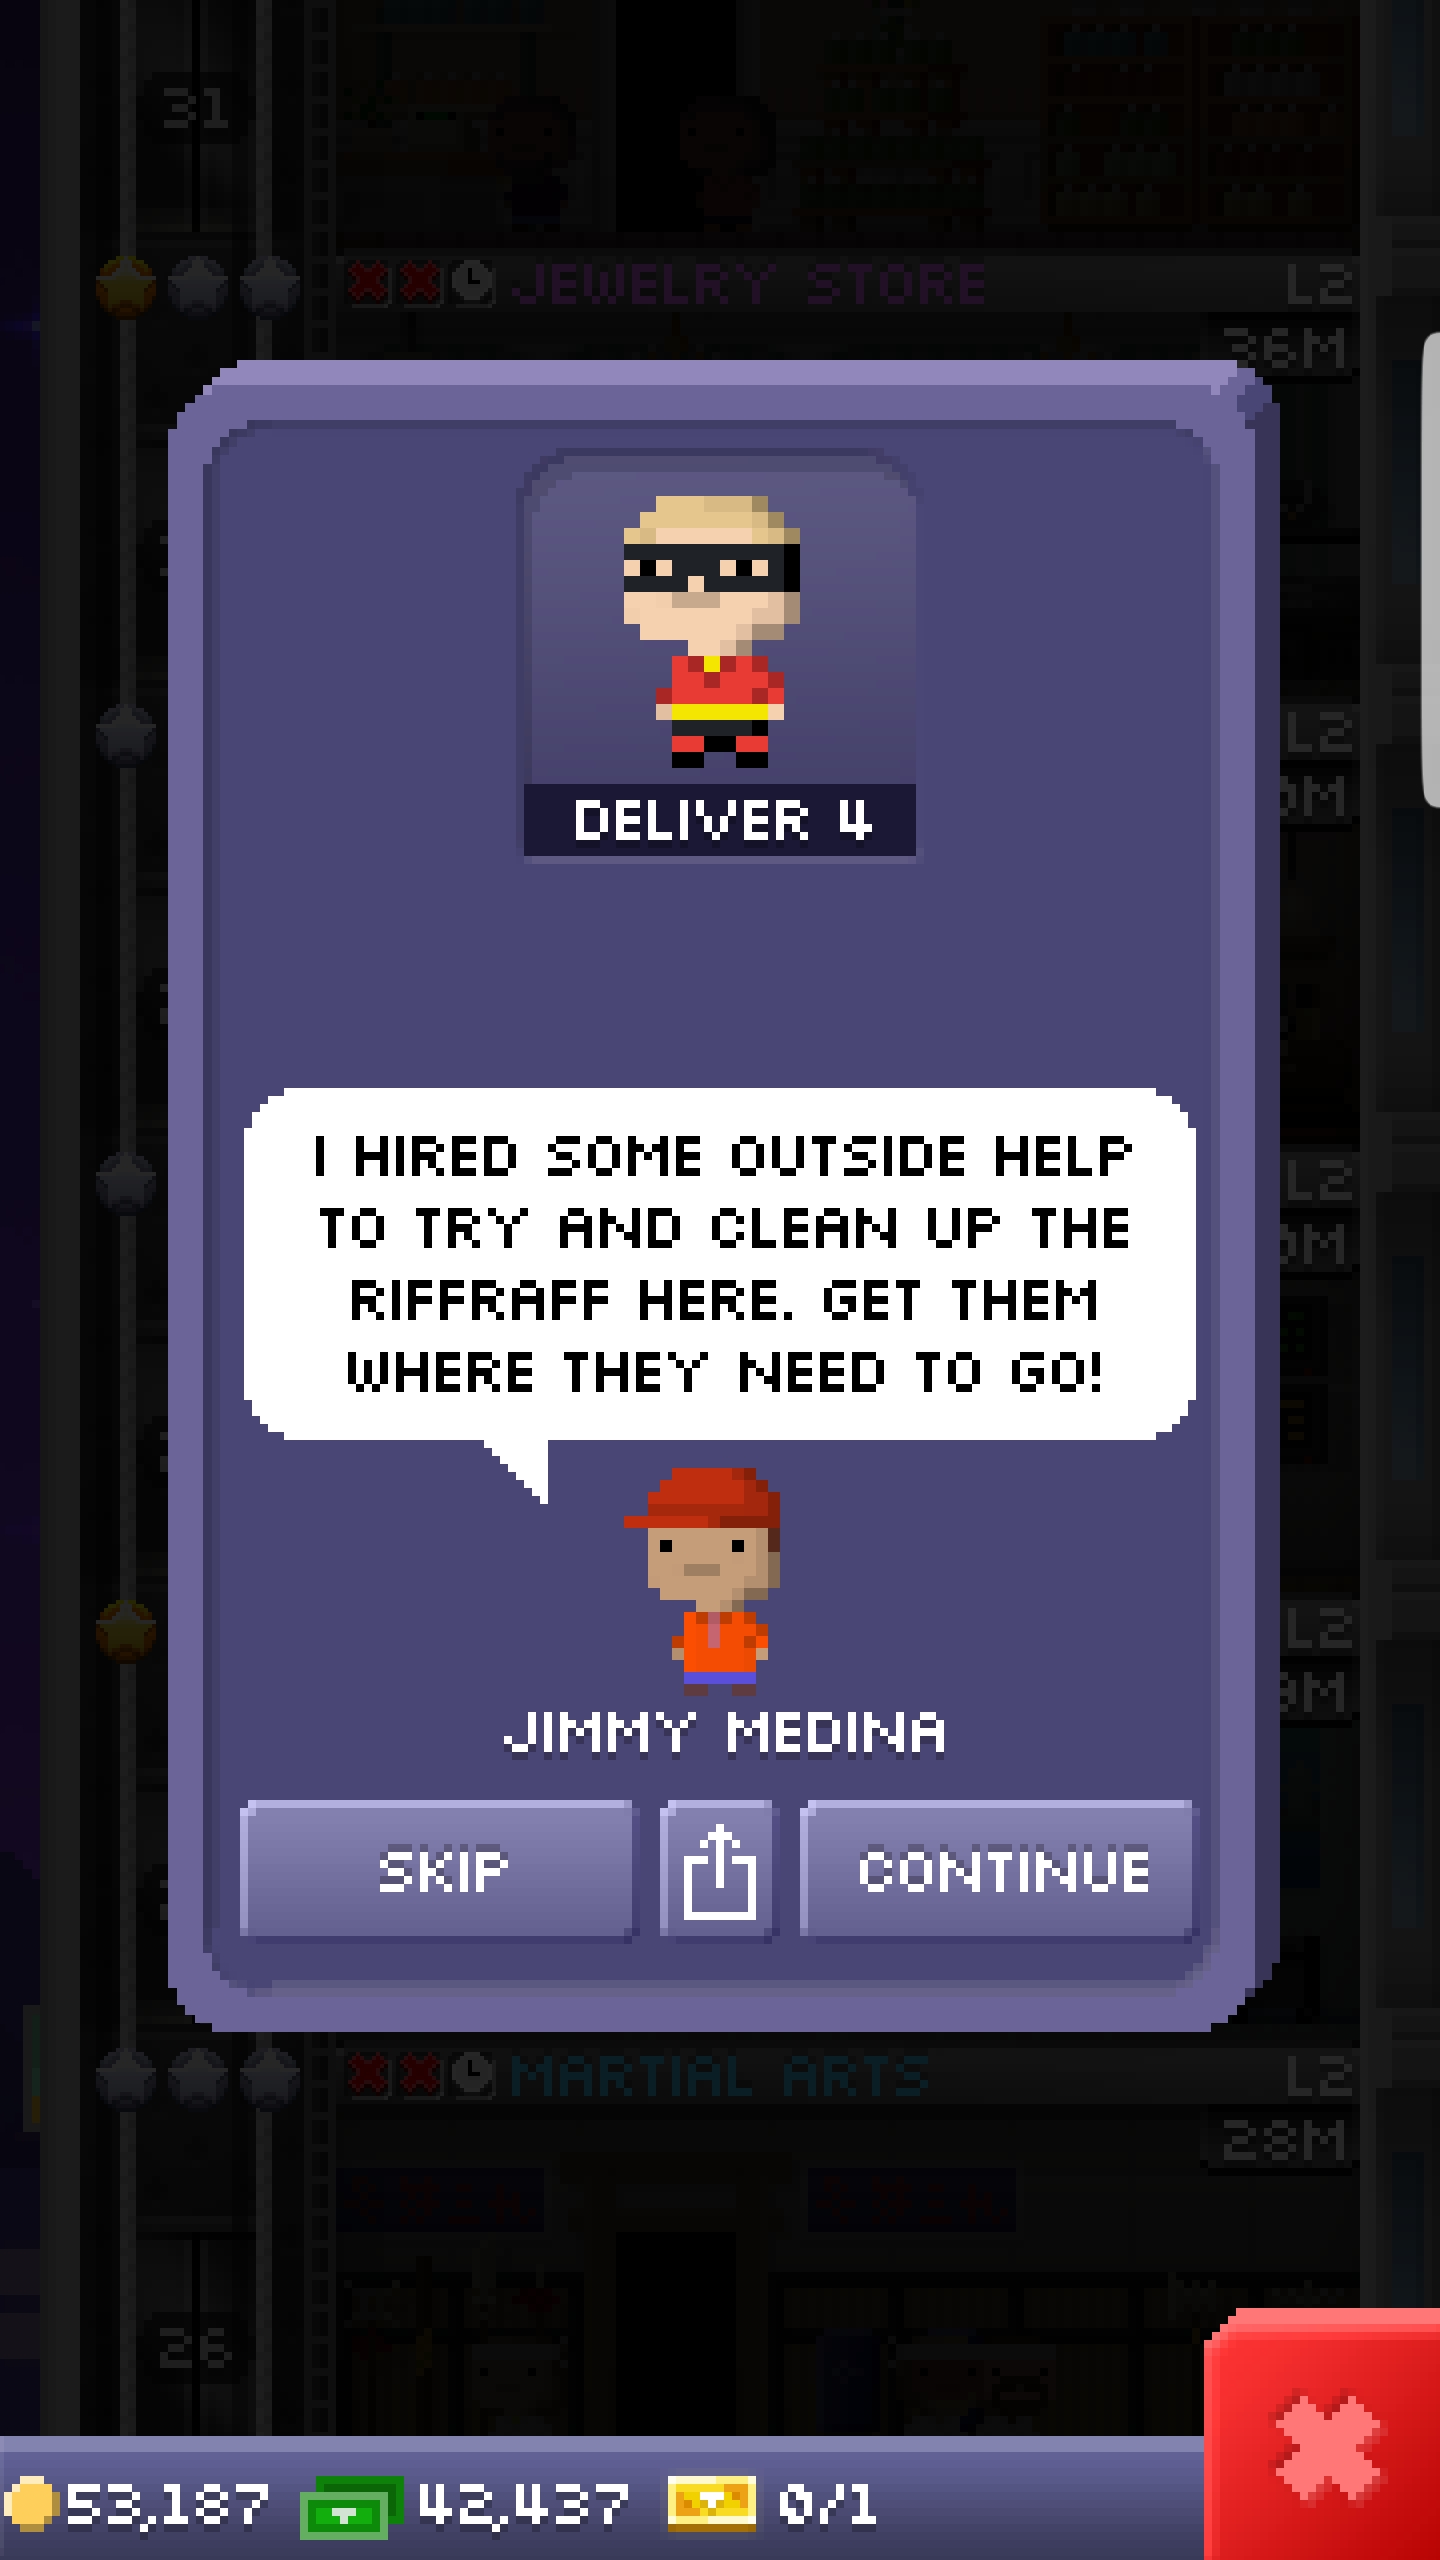 31
JEWELRY STORE L2
36M
DELIVER 4
L2
I HIRED SOME OUTSIDE HELP
TO TRY AND CLEAN UP THE
RIFFRAFF HERE. GET THEM
WHERE THEY NEED TO GO!
L2
L2
JIMMY MEDINA
SKIP CONTINUE
MARTIAL ARTS L2
28M
26
53,187 42,437 0/1